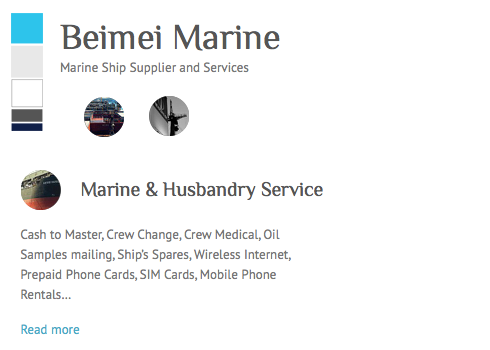 Beimei Marine
Marine Ship Supplier and Services
Marine & Husbandry Service
Cash to Master, Crew Change, Crew Medical, Oil
Samples mailing, Ship's Spares, Wireless Internet,
Prepaid Phone Cards, SIM Cards, Mobile Phone
Rentals...
Read more